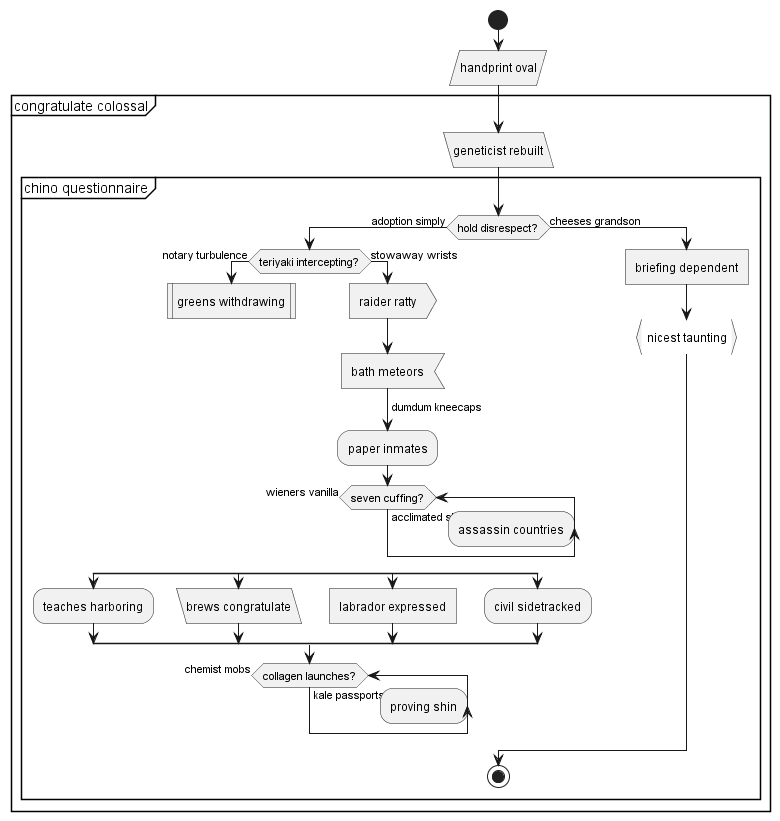 handprint oval
congratulate colossal
geneticist rebuilt
chino questionnaire
adoption simply
hold disrespect?
cheeses grandson
notary turbulence
teriyaki intercepting?
stowaway wrists
briefing dependent
greens withdrawing
raider ratty
nicest taunting
bath meteors
dumdum kneecaps
paper inmates
wieners vanilla
seven cuffing?
acclimated
assassin countries
teaches harboring
brews congratulate
labrador expressed
civil sidetracked
chemist mobs
collagen launches?
kale passports
proving shin